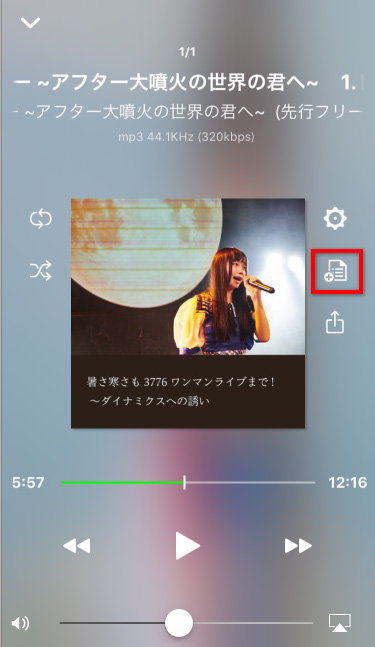 1/1
ー ~アフター大噴火の世界の君へ~ 1.
~アフター大噴火の世界の君へ~ (先行フリー
mp3 44.1KHz (320kbps)
暑さ寒さも 3776 ワンマンライブまで!
~ダイナミクスへの誘い
5:57 12:16